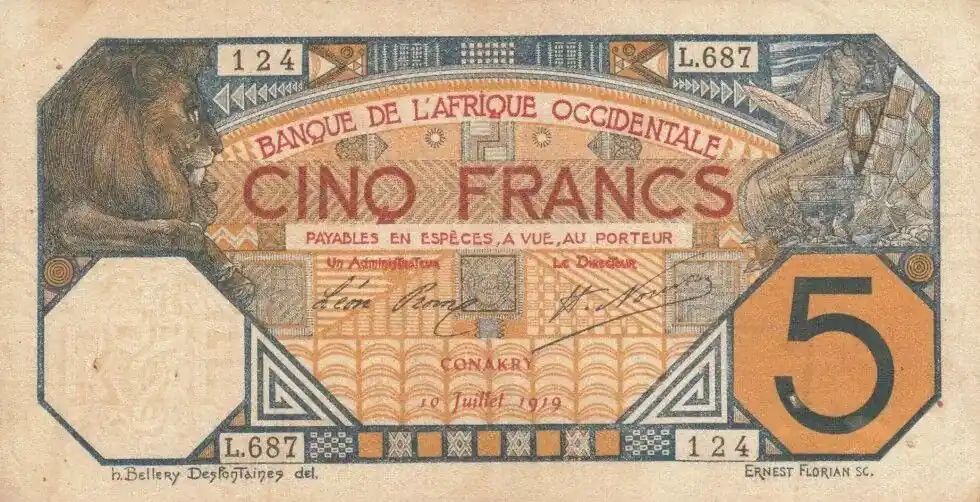 124
L.687
BANQUE DE L'AFRIQUE OCCIDENTALE
CINQ FRANCS
PAYABLES EN ESPÈCES, A VUE, AU PORTEUR
Un Administrateur
Le Directeur
5
CONAKRY
10 Juillet 1919
L.687
124
h. Bellery Desfontaines del.
ERNEST FLORIAN SC.